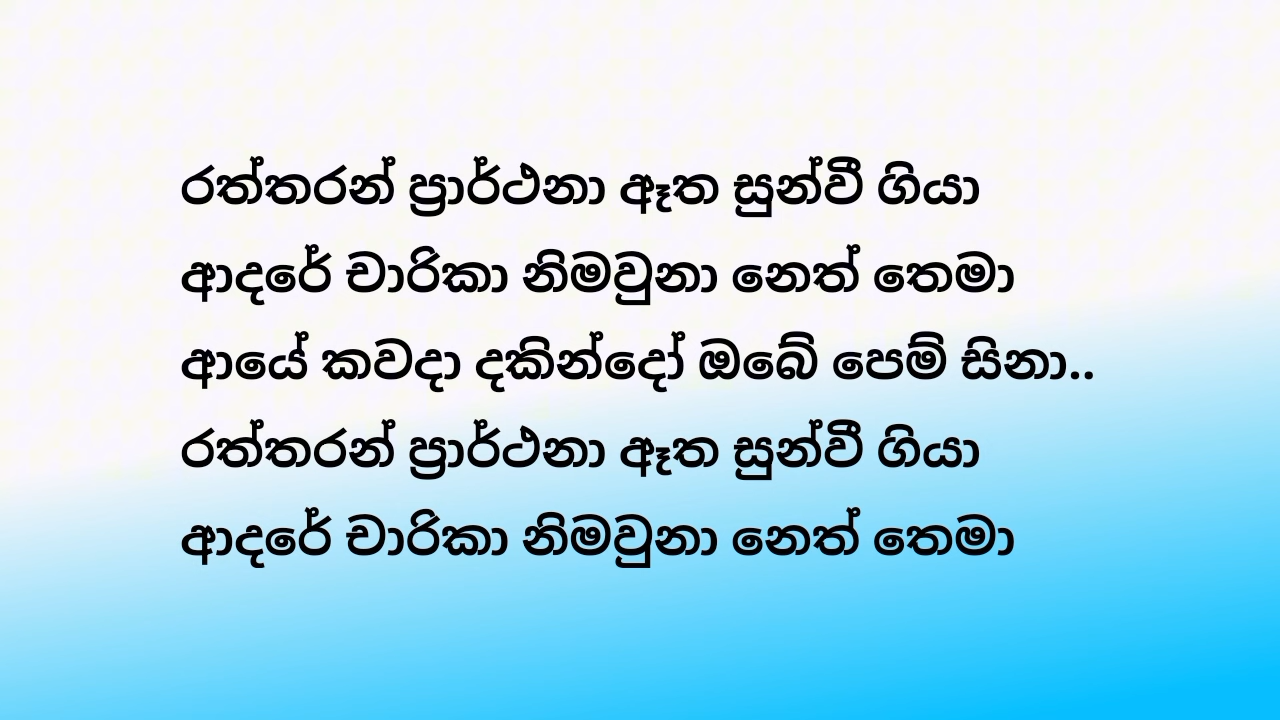 රත්තරන් ප්‍රාර්ථනා ඈත සුන්වී ගියා
ආදරේ චාරිකා නිමවුනා නෙත් තෙමා
ආයේ කවදා දකින්දෝ ඔබේ පෙම් සිනා..
රත්තරන් ප්‍රාර්ථනා ඈත සුන්වී ගියා
ආදරේ චාරිකා නිමවුනා නෙත් තෙමා